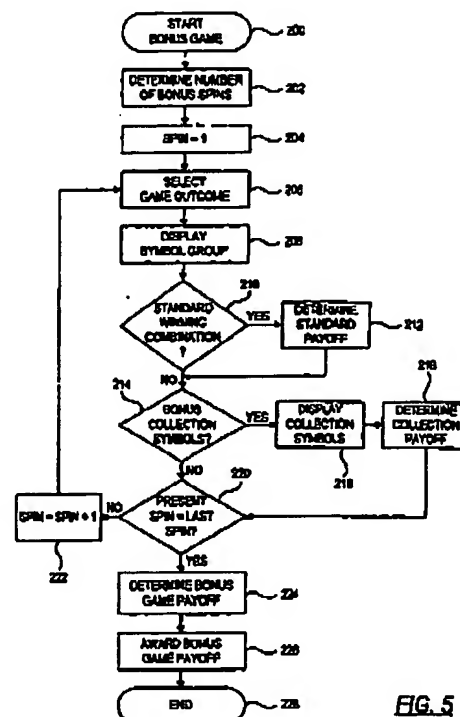 START
BONUS GAME
200
DETERMINE NUMBER
OF BONUS SPINS
202
SPIN = 1
204
SELECT
GAME OUTCOME
206
DISPLAY
SYMBOL GROUP
208
210
STANDARD
WINNING
COMBINATION
?
YES
DETERMINE
STANDARD
PAYOFF
212
NO
214
BONUS
COLLECTION
SYMBOLS?
YES
DISPLAY
COLLECTION
SYMBOLS
DETERMINE
COLLECTION
PAYOFF
NO
220
PRESENT
SPIN = LAST
SPIN?
NO
SPIN = SPIN + 1
222
YES
DETERMINE BONUS
GAME PAYOFF
224
AWARD BONUS
GAME PAYOFF
226
END
228
FIG. 5